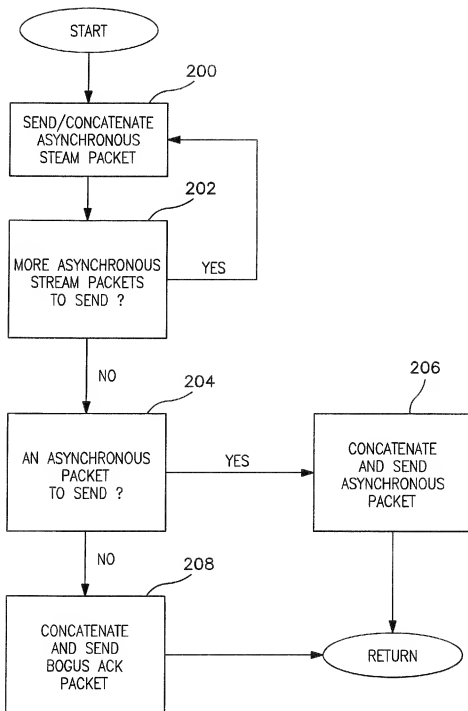 START
200
SEND/CONCATENATE
ASYNCHRONOUS
STEAM PACKET
202
MORE ASYNCHRONOUS
STREAM PACKETS
TO SEND ?
YES
NO
204
AN ASYNCHRONOUS
PACKET
TO SEND ?
YES
206
CONCATENATE
AND SEND
ASYNCHRONOUS
PACKET
NO
208
CONCATENATE
AND SEND
BOGUS ACK
PACKET
RETURN